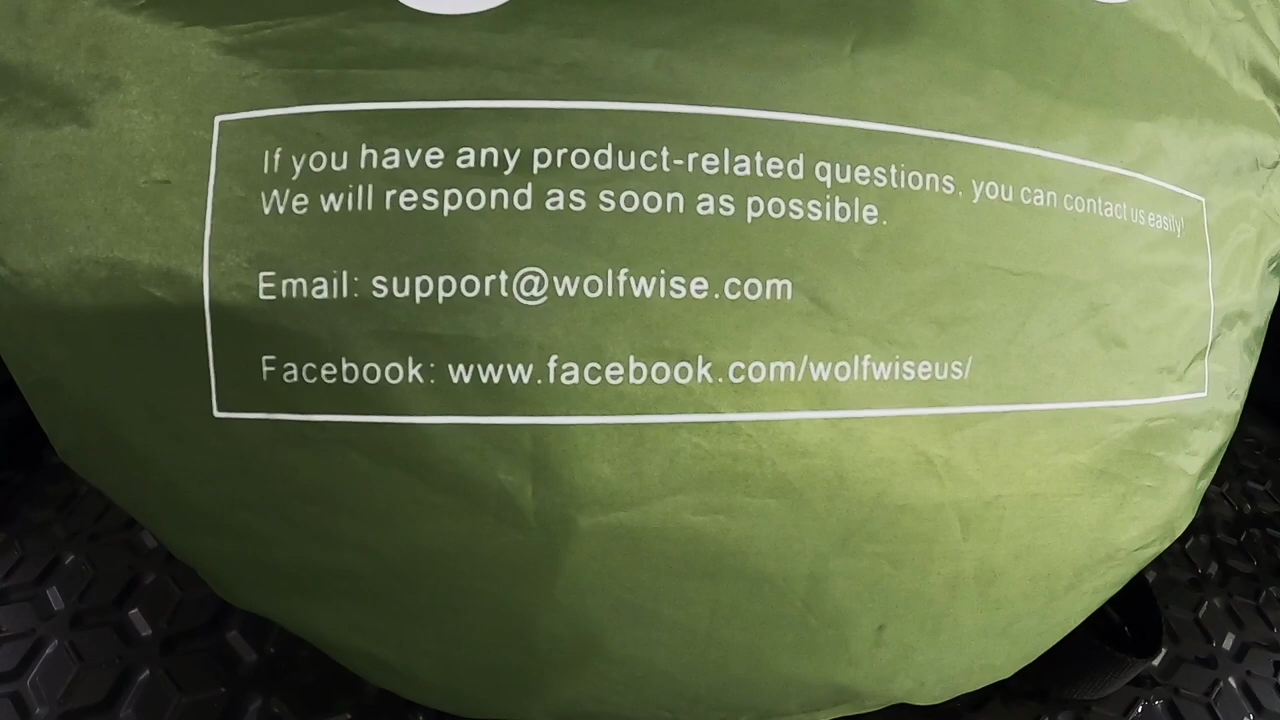 If you have any product-related questions, you can contact us easily!
We will respond as soon as possible.
Email: support@wolfwise.com
Facebook: www.facebook.com/wolfwiseus/